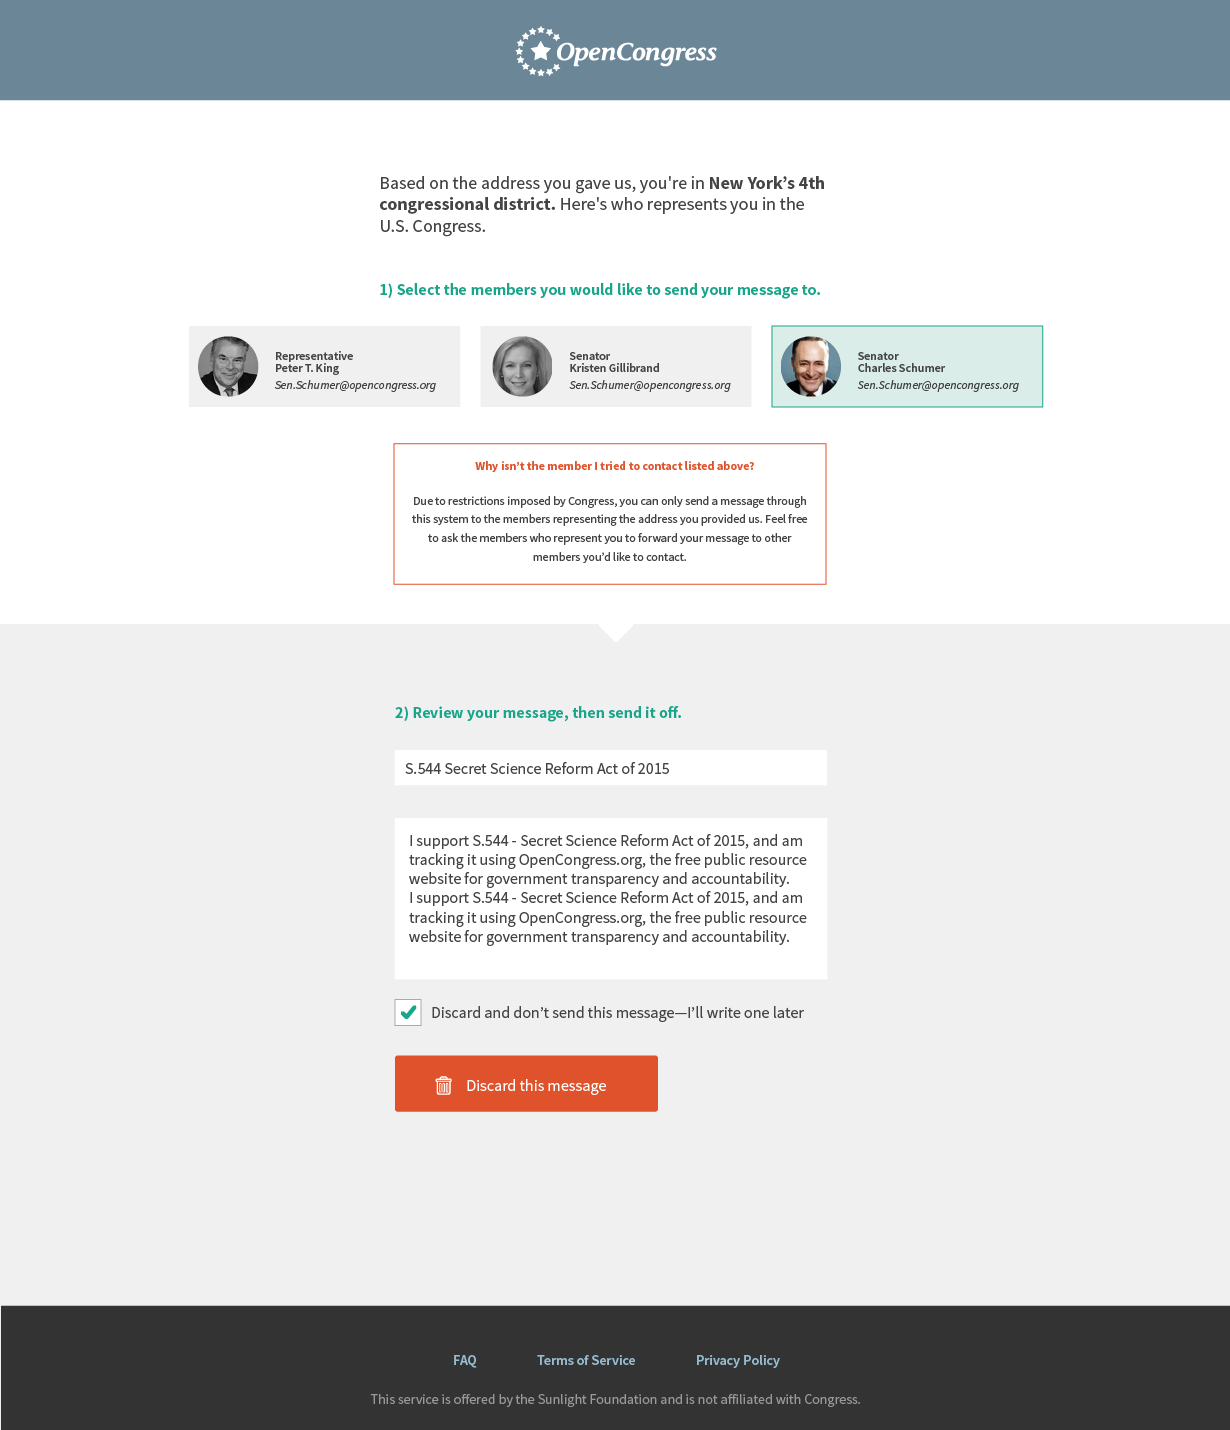 OpenCongress
Based on the address you gave us, you're in New York’s 4th
congressional district. Here's who represents you in the
U.S. Congress.
1) Select the members you would like to send your message to.
Representative
Peter T. King
Sen.Schumer@opencongress.org
Senator
Kristen Gillibrand
Sen.Schumer@opencongress.org
Senator
Charles Schumer
Sen.Schumer@opencongress.org
Why isn’t the member I tried to contact listed above?
Due to restrictions imposed by Congress, you can only send a message through
this system to the members representing the address you provided us. Feel free
to ask the members who represent you to forward your message to other
members you’d like to contact.
2) Review your message, then send it off.
S.544 Secret Science Reform Act of 2015
I support S.544 - Secret Science Reform Act of 2015, and am
tracking it using OpenCongress.org, the free public resource
website for government transparency and accountability.
I support S.544 - Secret Science Reform Act of 2015, and am
tracking it using OpenCongress.org, the free public resource
website for government transparency and accountability.
Discard and don’t send this message—I’ll write one later
Discard this message
FAQ
Terms of Service
Privacy Policy
This service is offered by the Sunlight Foundation and is not affiliated with Congress.